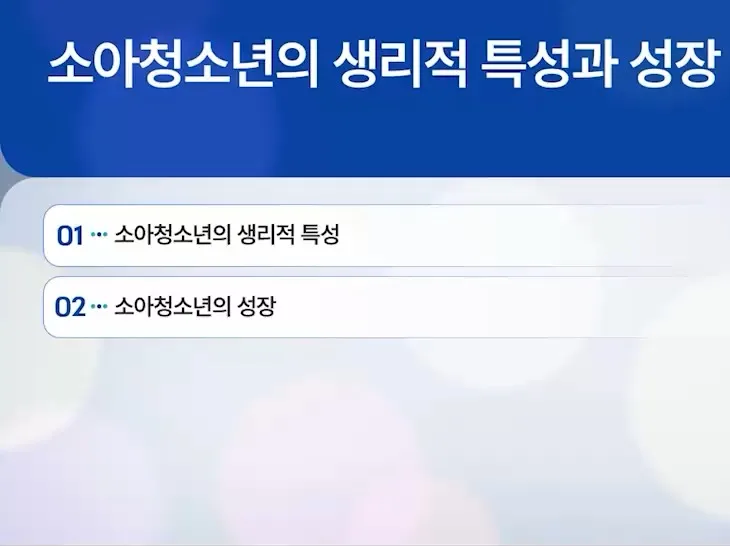 소아청소년의 생리적 특성과 성장
01 ··· 소아청소년의 생리적 특성
02 ··· 소아청소년의 성장